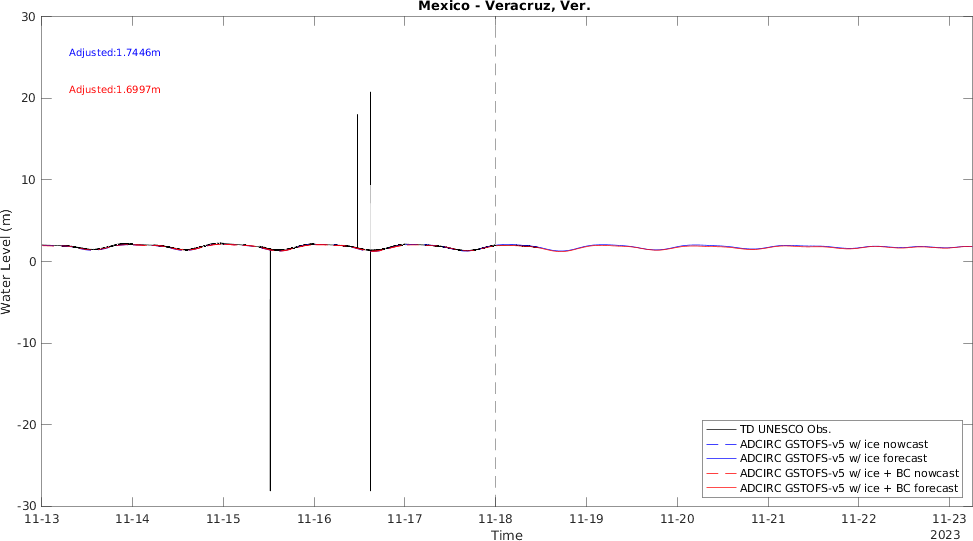 Mexico - Veracruz, Ver.
30
Adjusted:1.7446m
Adjusted:1.6997m
20
10
0
-10
-20
-30
Water Level (m)
TD UNESCO Obs.
ADCIRC GSTOFS-v5 w/ ice nowcast
ADCIRC GSTOFS-v5 w/ ice forecast
ADCIRC GSTOFS-v5 w/ ice + BC nowcast
ADCIRC GSTOFS-v5 w/ ice + BC forecast
11-13 11-14 11-15 11-16 11-17 11-18 11-19 11-20 11-21 11-22 11-23
Time
2023